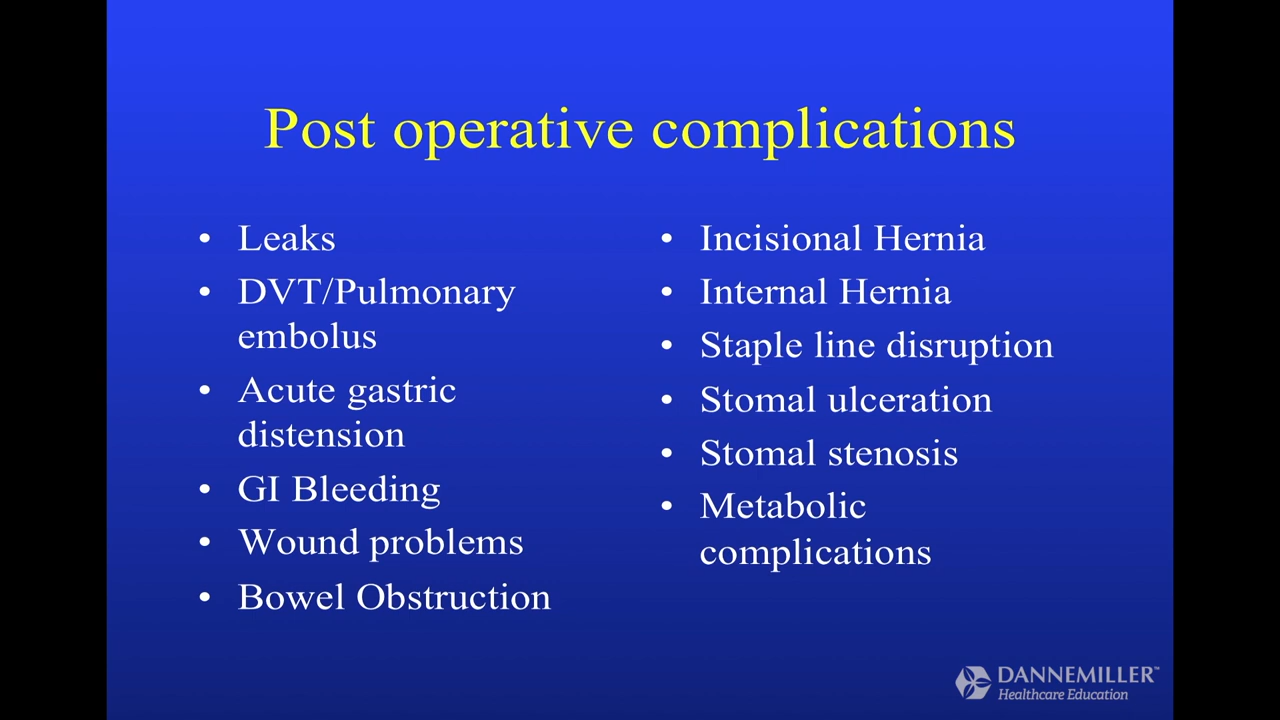 Post operative complications
• Leaks
• DVT/Pulmonary
embolus
• Acute gastric
distension
• GI Bleeding
• Wound problems
• Bowel Obstruction
• Incisional Hernia
• Internal Hernia
• Staple line disruption
• Stomal ulceration
• Stomal stenosis
• Metabolic
complications
DANNEMILLER™
Healthcare Education